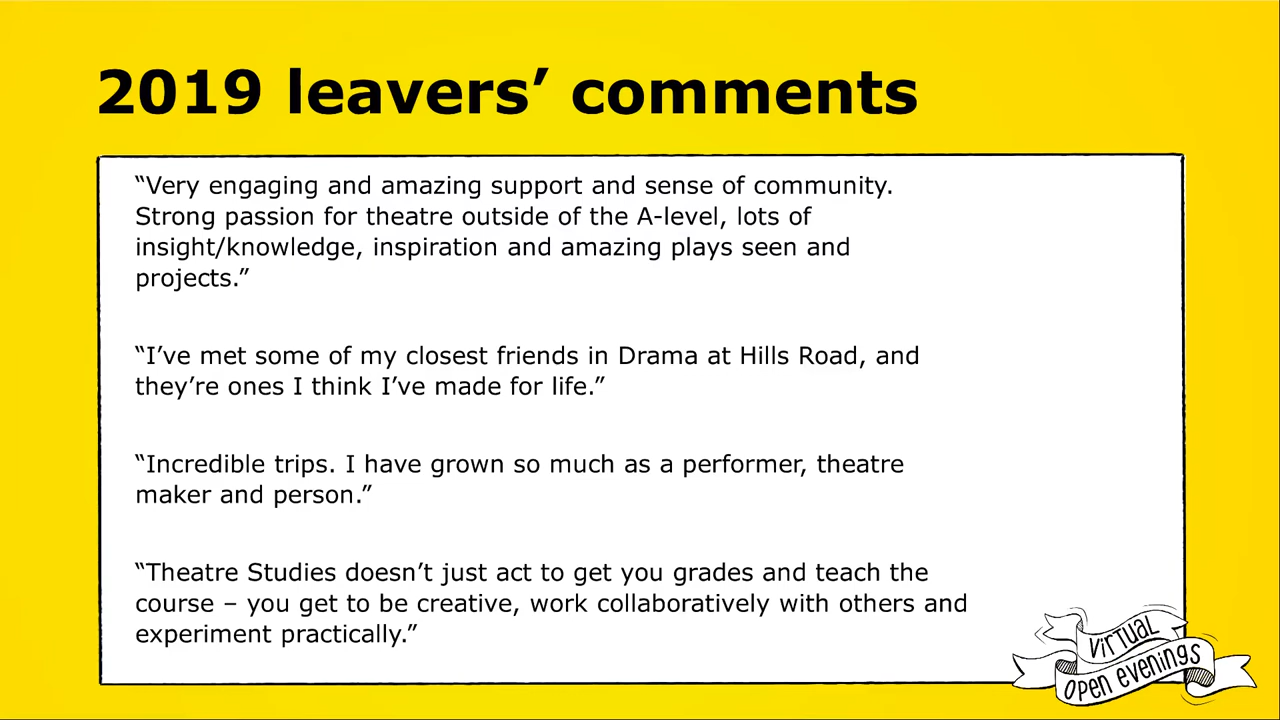 2019 leavers’ comments
“Very engaging and amazing support and sense of community.
Strong passion for theatre outside of the A-level, lots of
insight/knowledge, inspiration and amazing plays seen and
projects.”
“I’ve met some of my closest friends in Drama at Hills Road, and
they’re ones I think I’ve made for life.”
“Incredible trips. I have grown so much as a performer, theatre
maker and person.”
“Theatre Studies doesn’t just act to get you grades and teach the
course – you get to be creative, work collaboratively with others and
experiment practically.”
VIRTUAL
OPEN EVENINGS